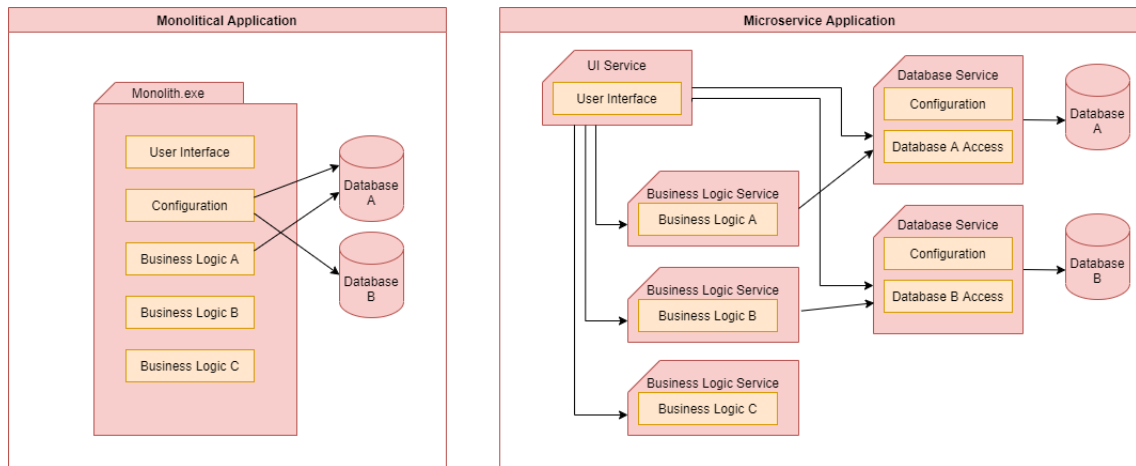 Monolitical Application
Monolith.exe
User Interface
Configuration
Business Logic A
Business Logic B
Business Logic C
Database
A
Database
B
Microservice Application
UI Service
User Interface
Business Logic Service
Business Logic A
Business Logic Service
Business Logic B
Business Logic Service
Business Logic C
Database Service
Configuration
Database A Access
Database
A
Database Service
Configuration
Database B Access
Database
B